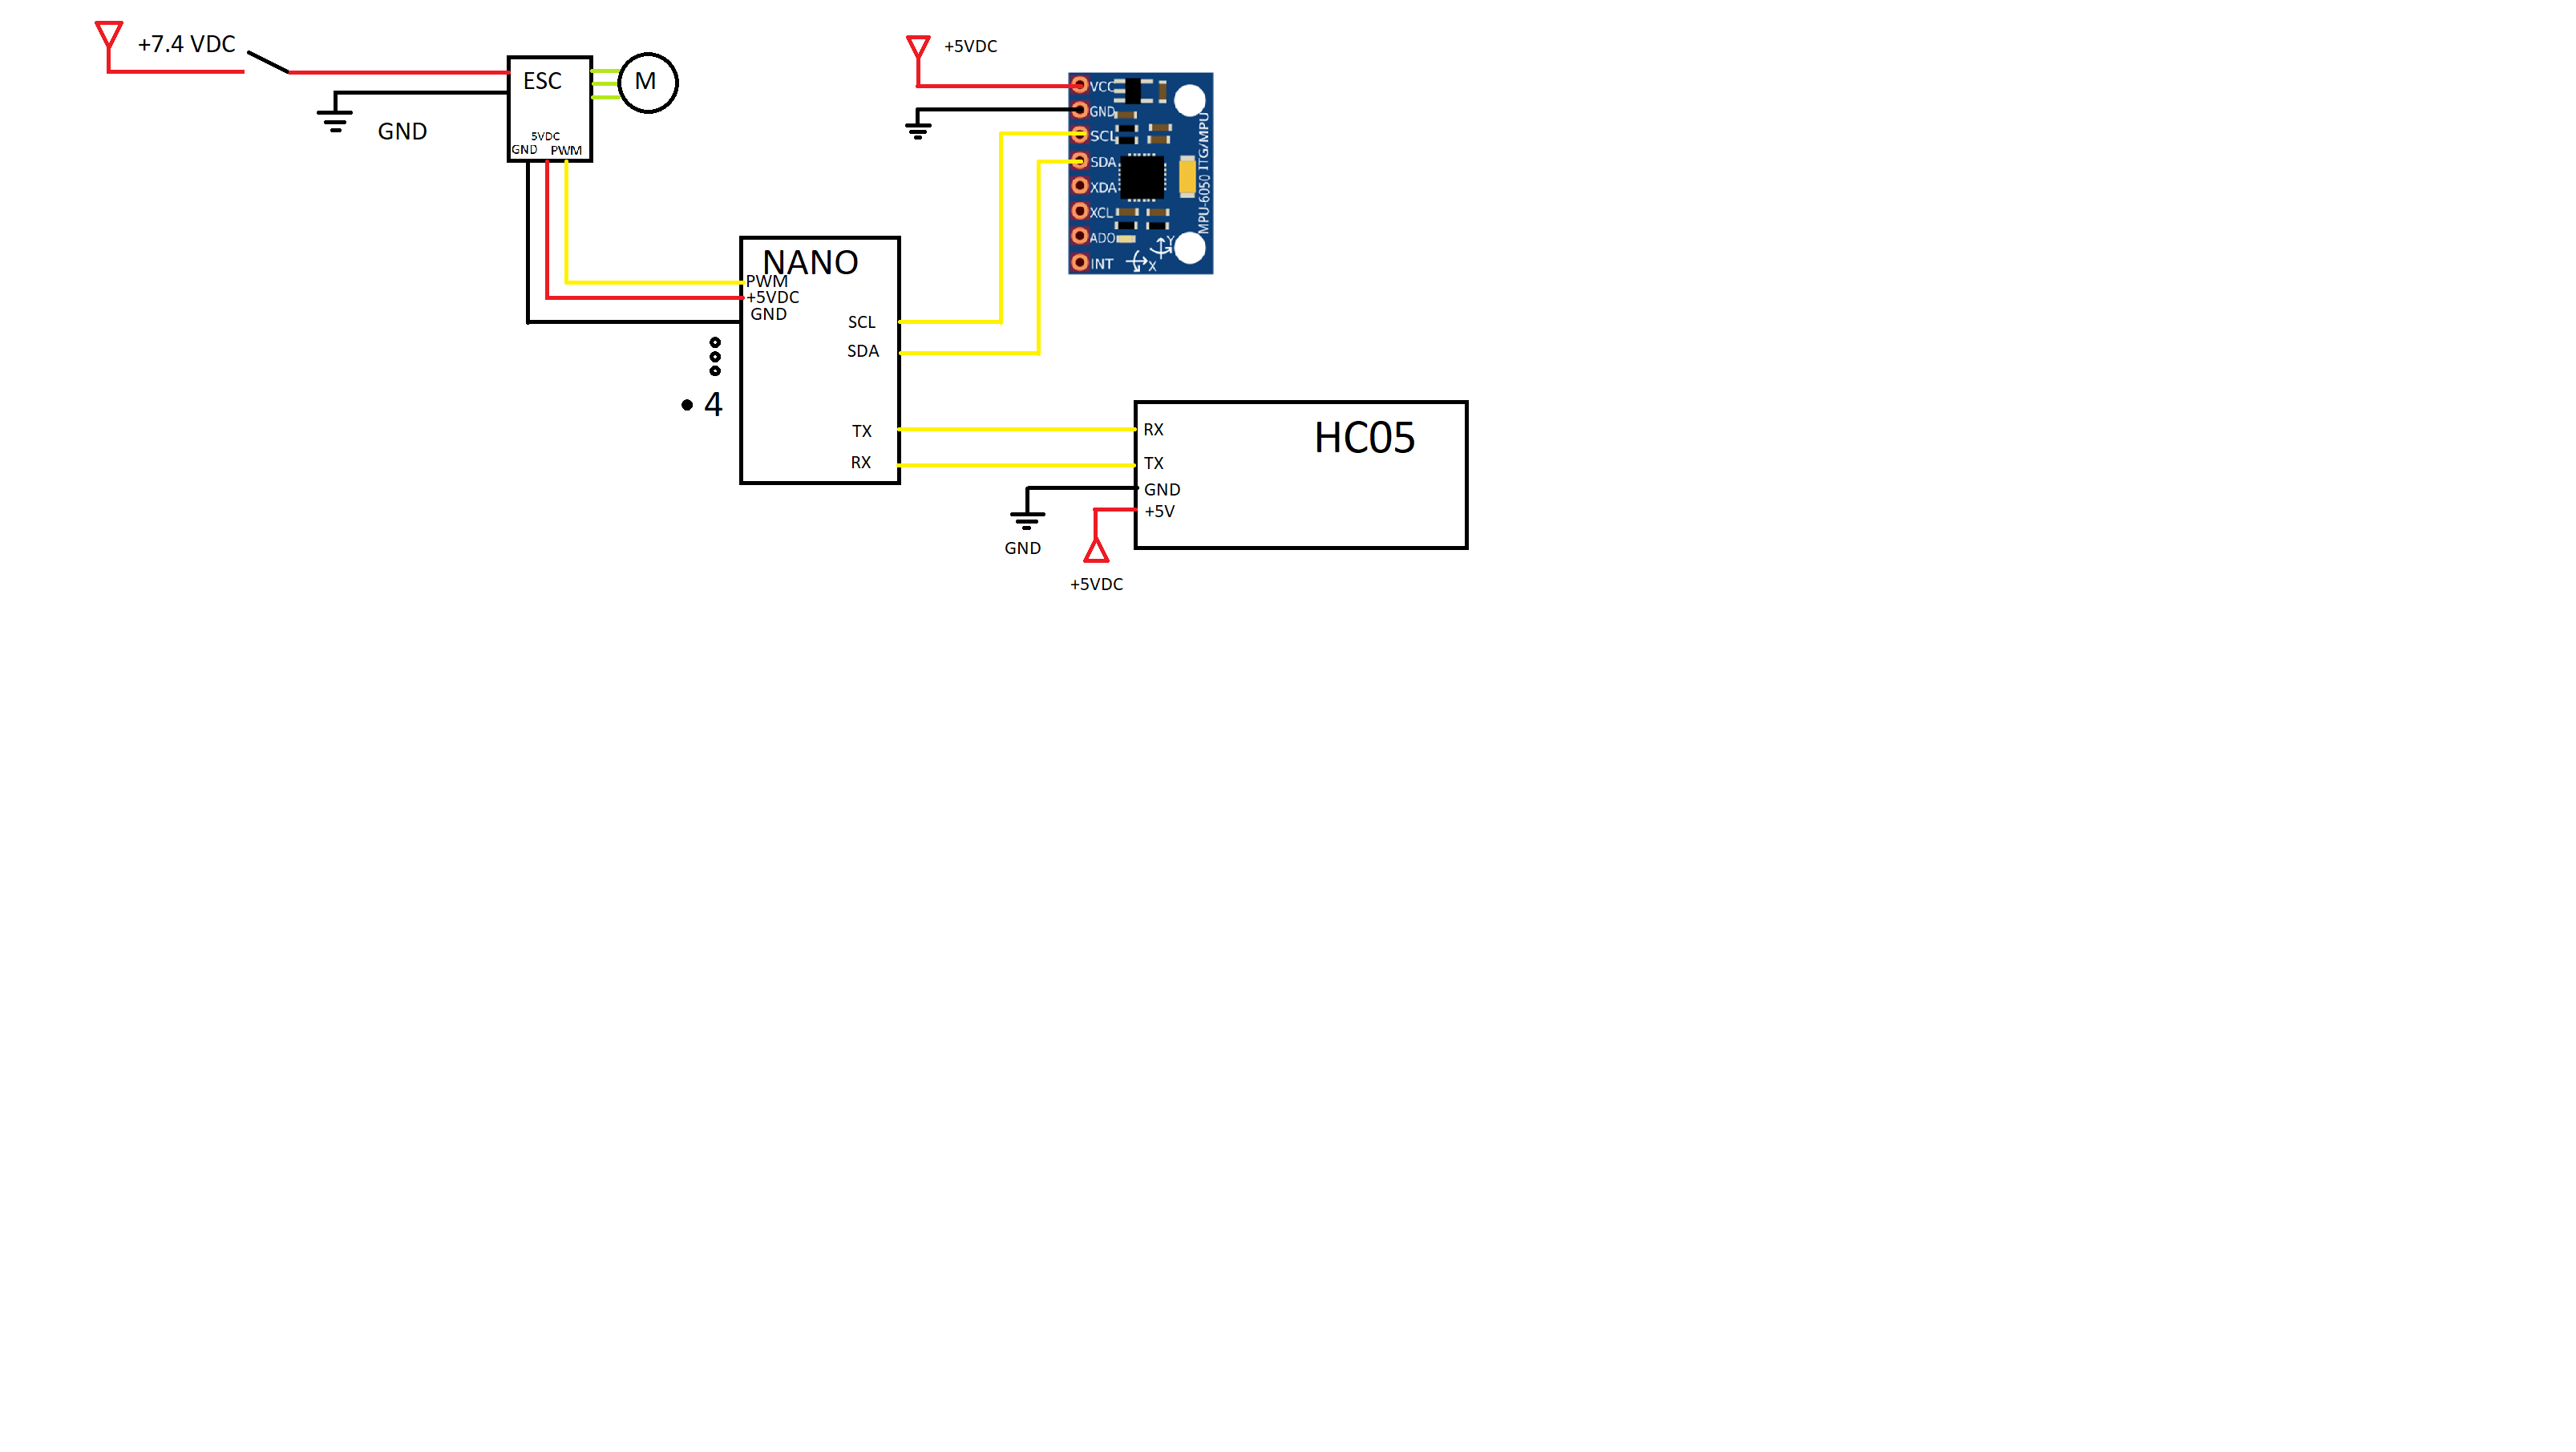 +7.4 VDC
GND
ESC
M
5VDC
GND PWM
NANO
PWM
+5VDC
GND
SCL
SDA
TX
RX
4
+5VDC
VCC
GND
SCL
SDA
XDA
XCL
ADO
INT
MPU-6050 ITG/MPU
Y
X
HC05
RX
TX
GND
+5V
GND
+5VDC